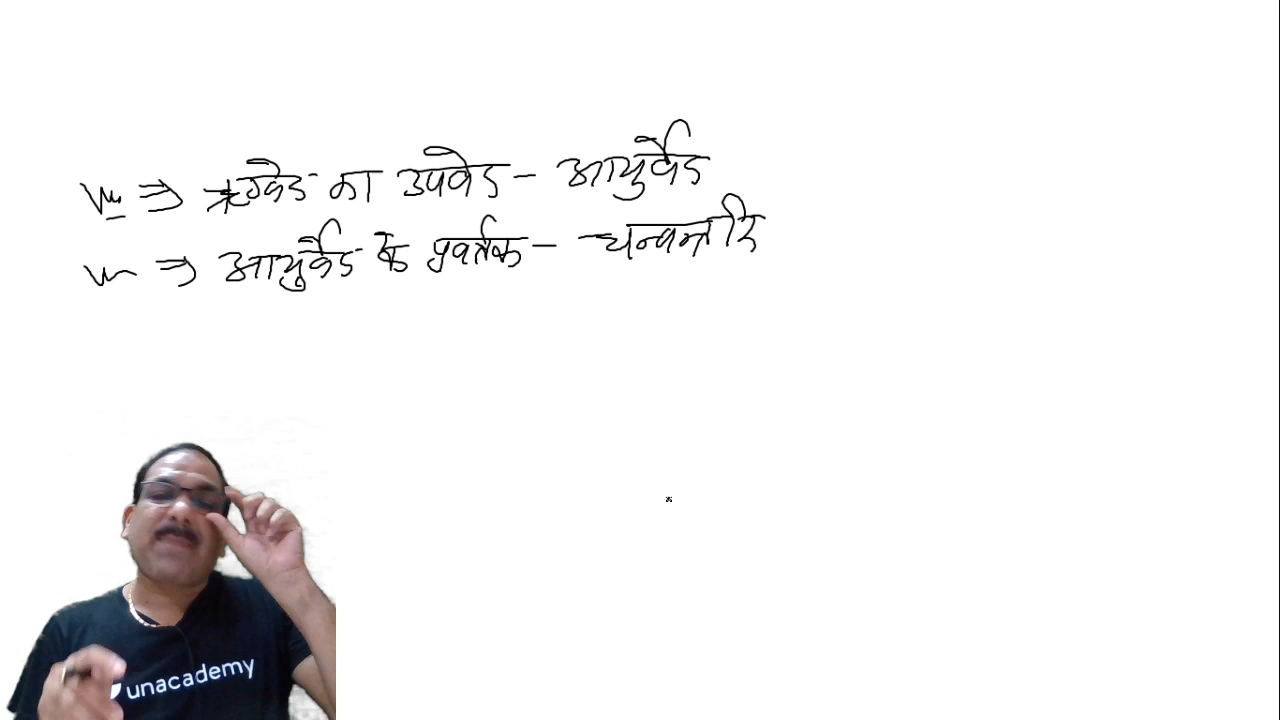 ⇒ ऋग्वेद का उपवेद - आयुर्वेद
⇒ आयुर्वेद के प्रवर्तक - धन्वन्तरि
unacademy